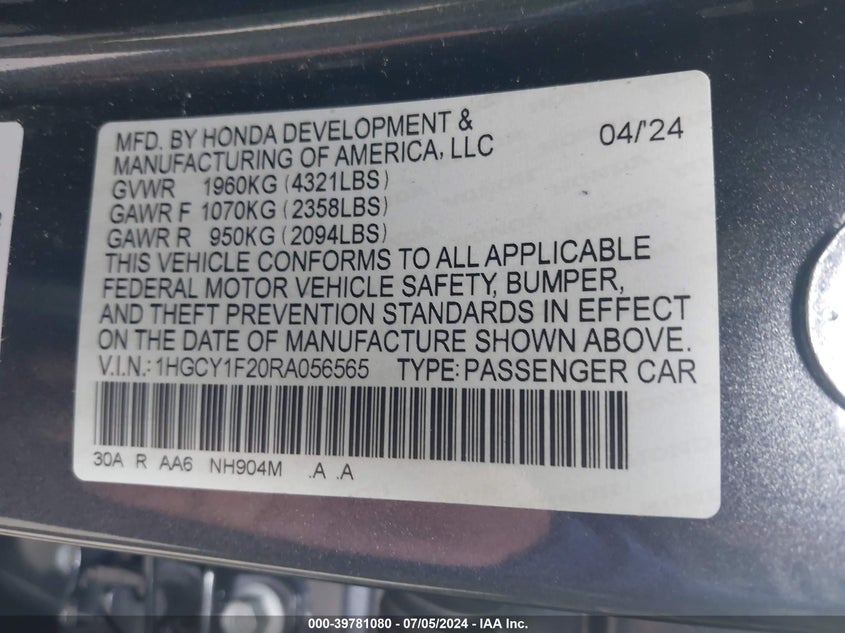 MFD. BY HONDA DEVELOPMENT &
MANUFACTURING OF AMERICA, LLC 04/'24
GVWR 1960KG (4321LBS)
GAWR F 1070KG (2358LBS)
GAWR R 950KG (2094LBS)
THIS VEHICLE CONFORMS TO ALL APPLICABLE
FEDERAL MOTOR VEHICLE SAFETY, BUMPER,
AND THEFT PREVENTION STANDARDS IN EFFECT
ON THE DATE OF MANUFACTURE SHOWN ABOVE.
V.I.N.: 1HGCY1F20RA056565 TYPE: PASSENGER CAR
30A R AA6 NH904M .A .A
000-39781080 - 07/05/2024 - IAA Inc.